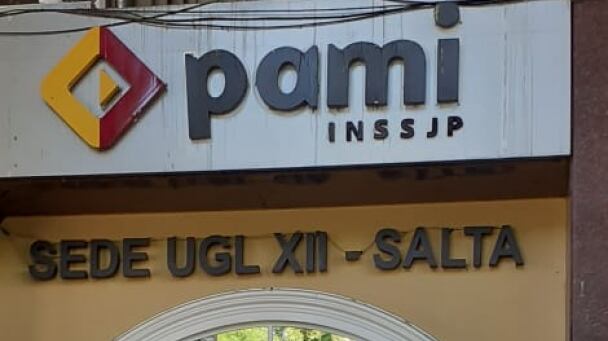 pami
INSSJP
SEDE UGL XII - SALTA